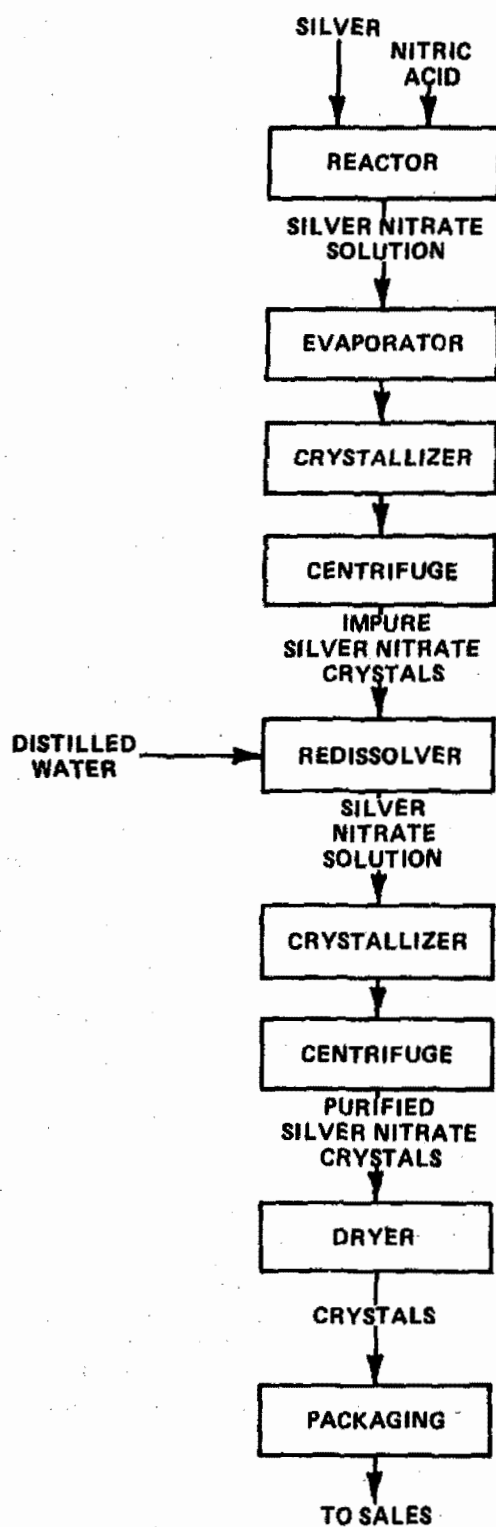 SILVER
NITRIC
ACID
REACTOR
SILVER NITRATE
SOLUTION
EVAPORATOR
CRYSTALLIZER
CENTRIFUGE
IMPURE
SILVER NITRATE
CRYSTALS
DISTILLED
WATER
REDISSOLVER
SILVER
NITRATE
SOLUTION
CRYSTALLIZER
CENTRIFUGE
PURIFIED
SILVER NITRATE
CRYSTALS
DRYER
CRYSTALS
PACKAGING
TO SALES